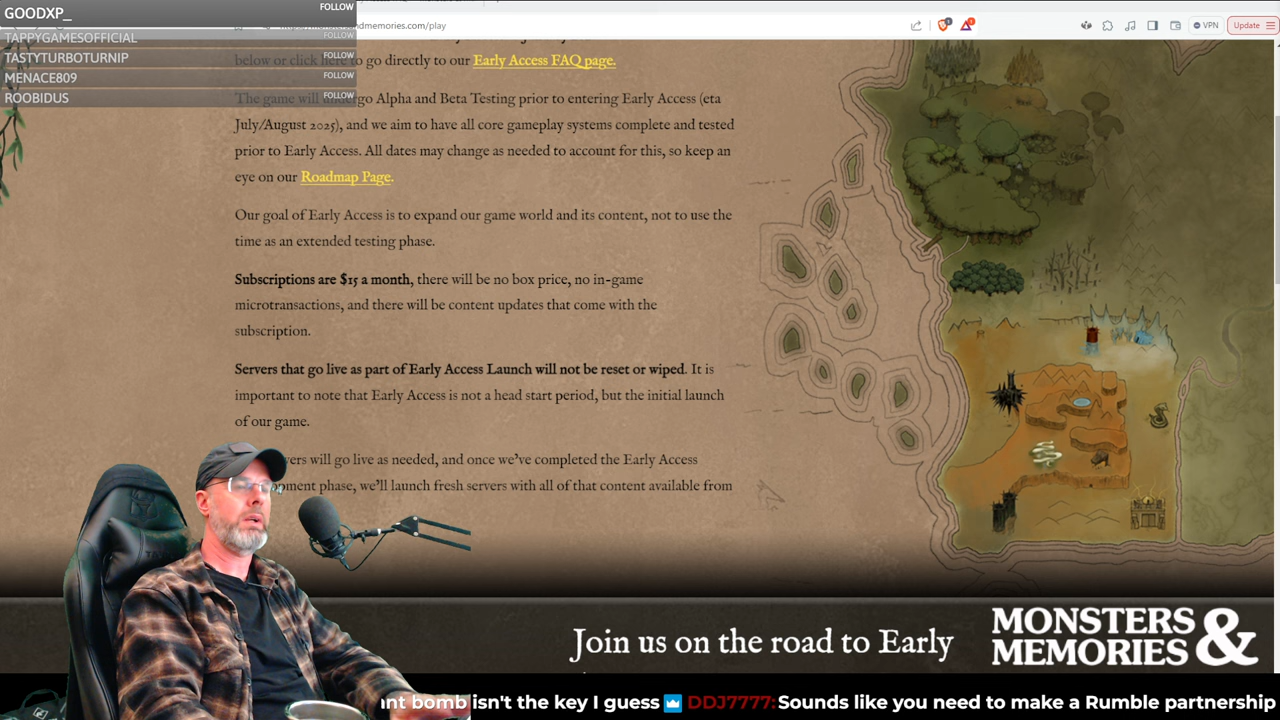 GOODXP_ FOLLOW
TAPPYGAMESOFFICIAL FOLLOW
TASTYTURBOTURNIP FOLLOW
MENACE809 FOLLOW
ROOBIDUS FOLLOW
ndmemories.com/play
VPN
Update
below or click here to go directly to our Early Access FAQ page.
The game will undergo Alpha and Beta Testing prior to entering Early Access (eta
July/August 2025), and we aim to have all core gameplay systems complete and tested
prior to Early Access. All dates may change as needed to account for this, so keep an
eye on our Roadmap Page.
Our goal of Early Access is to expand our game world and its content, not to use the
time as an extended testing phase.
Subscriptions are $15 a month, there will be no box price, no in-game
microtransactions, and there will be content updates that come with the
subscription.
Servers that go live as part of Early Access Launch will not be reset or wiped. It is
important to note that Early Access is not a head start period, but the initial launch
of our game.
vers will go live as needed, and once we've completed the Early Access
pment phase, we'll launch fresh servers with all of that content available from
Join us on the road to Early
MONSTERS & MEMORIES
nt bomb isn't the key I guess DDJ7777: Sounds like you need to make a Rumble partnership